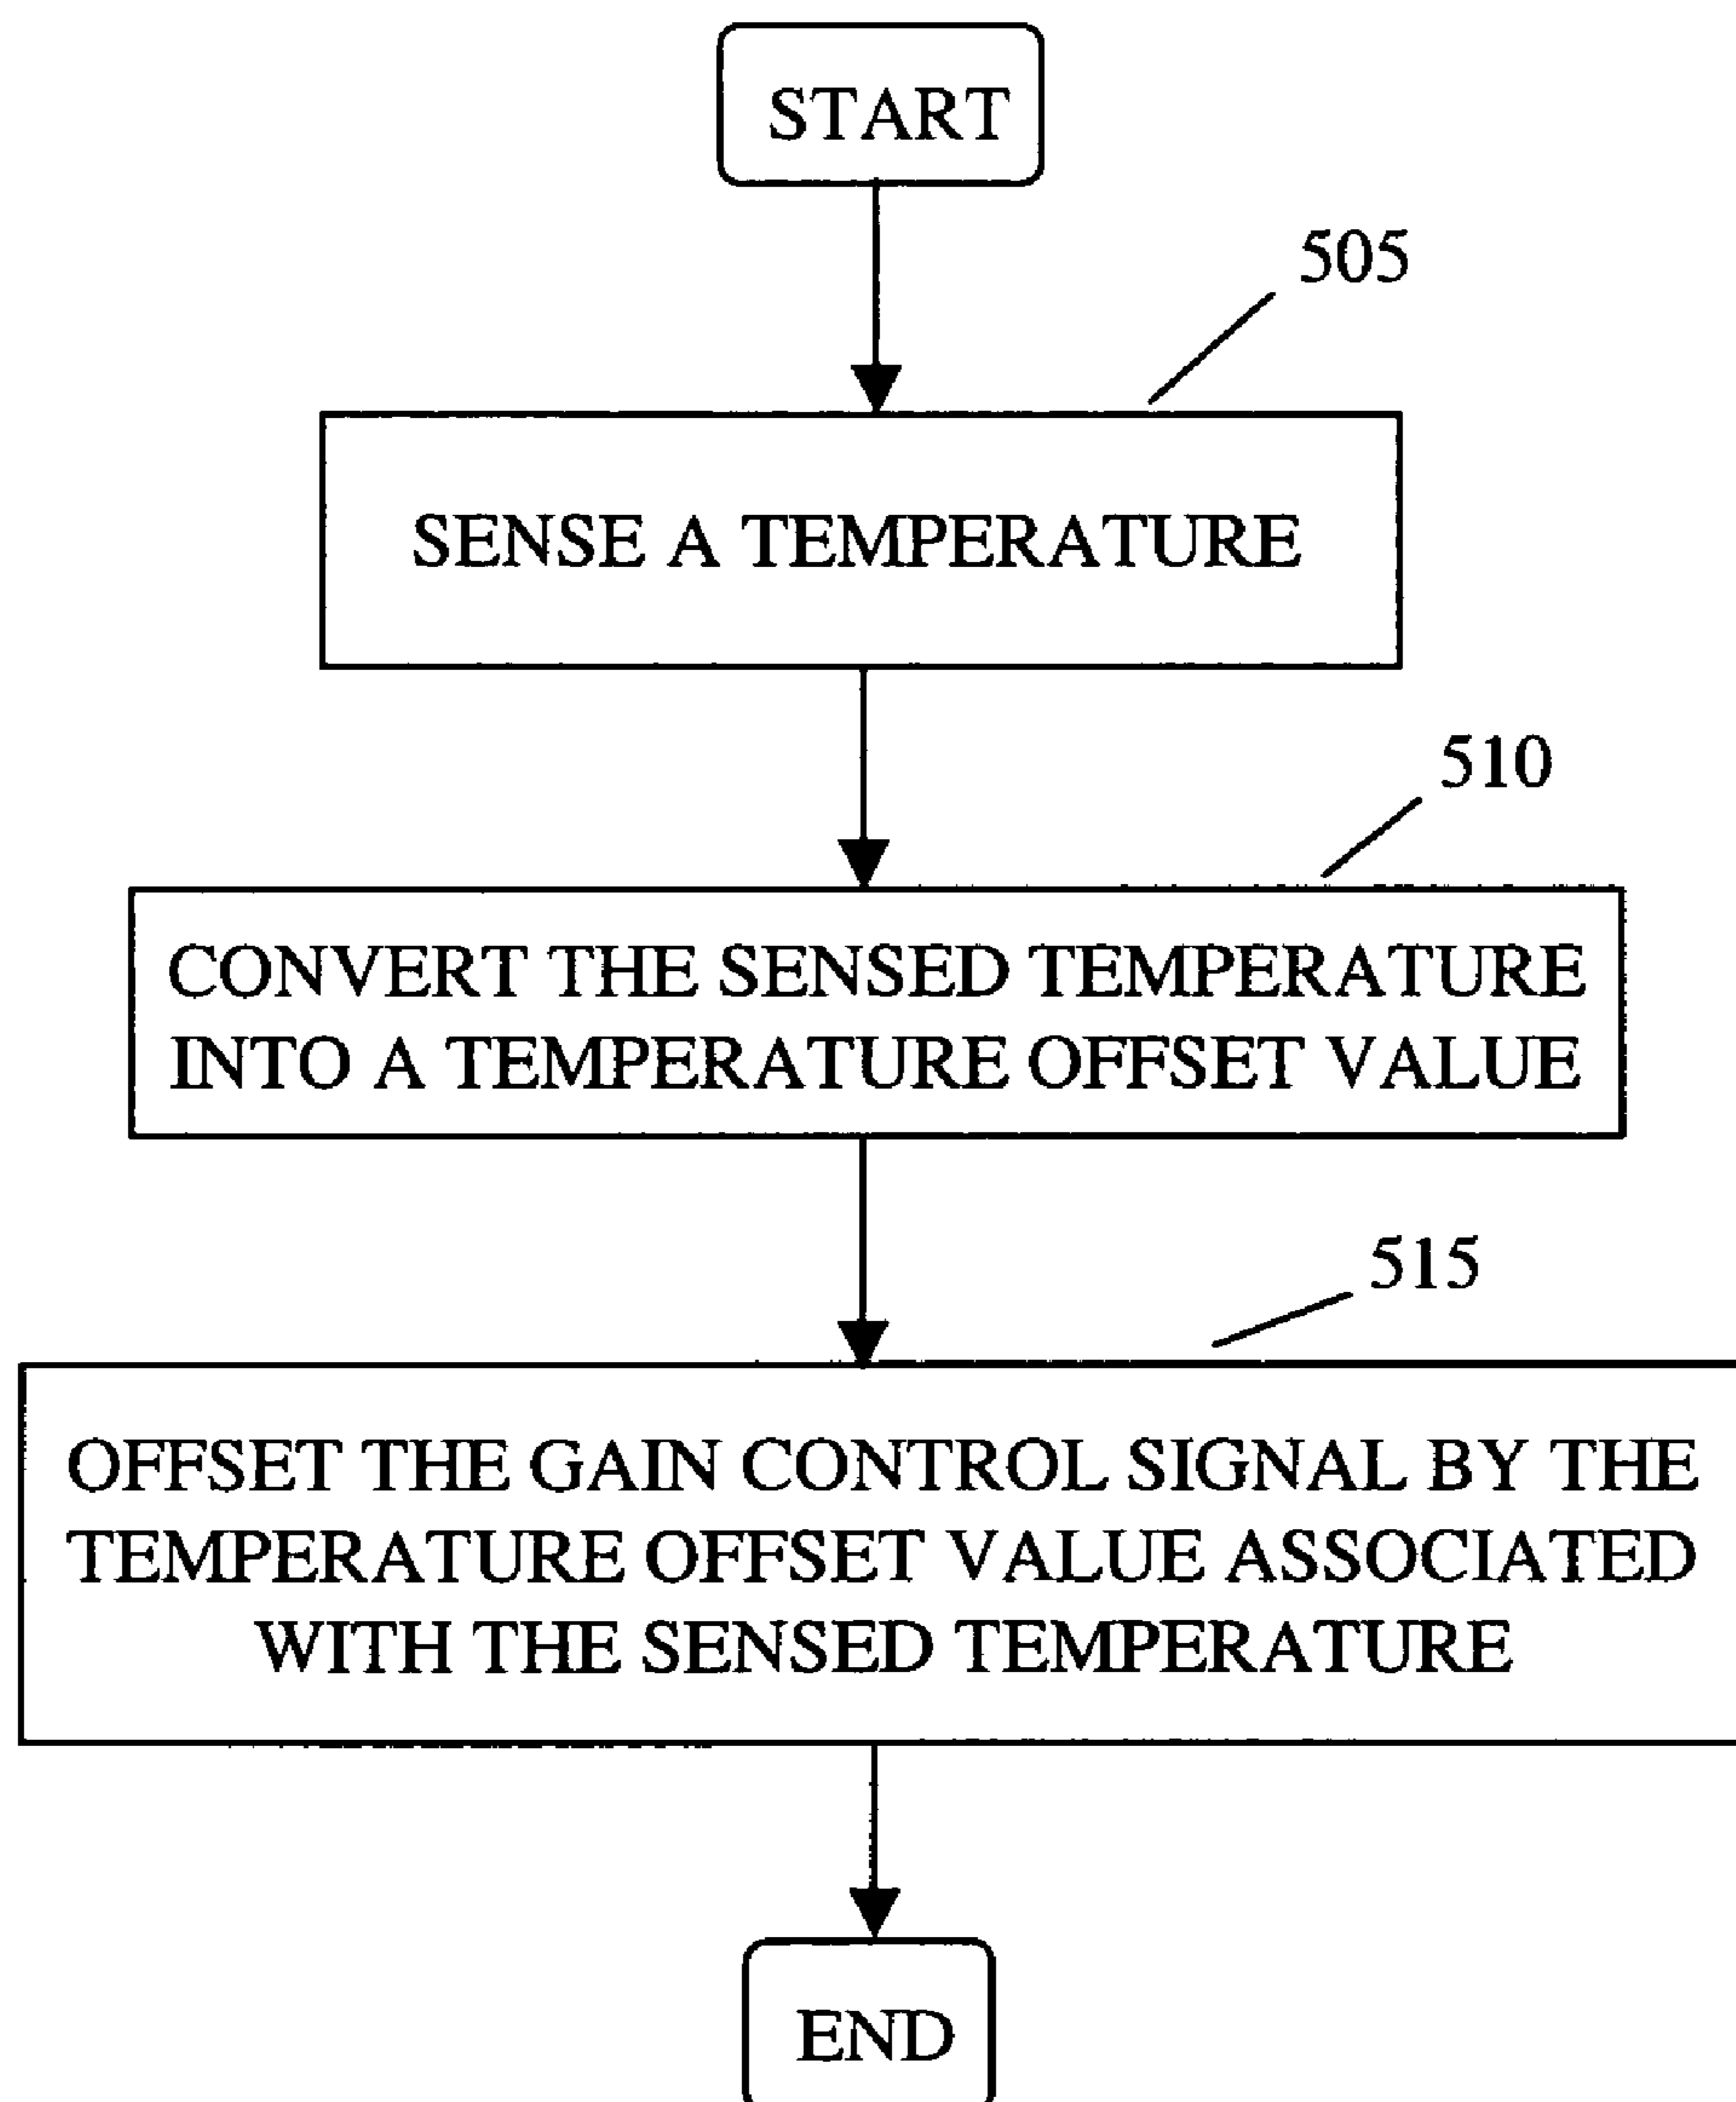 START
505
SENSE A TEMPERATURE
510
CONVERT THE SENSED TEMPERATURE
INTO A TEMPERATURE OFFSET VALUE
515
OFFSET THE GAIN CONTROL SIGNAL BY THE
TEMPERATURE OFFSET VALUE ASSOCIATED
WITH THE SENSED TEMPERATURE
END